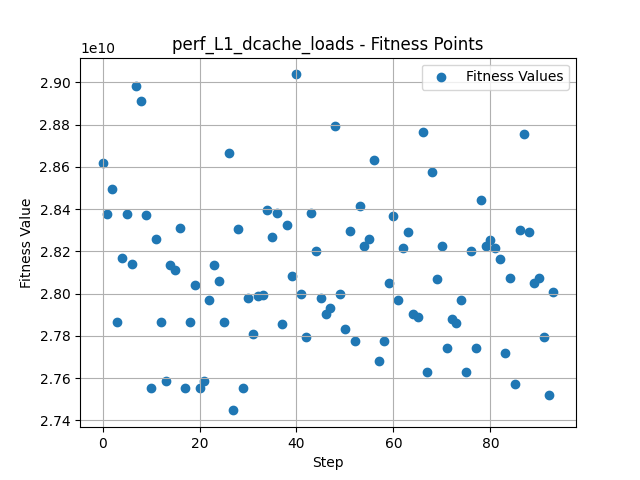 perf_L1_dcache_loads - Fitness Points
1e10
Fitness Values
2.90
2.88
2.86
2.84
2.82
2.80
2.78
2.76
2.74
Fitness Value
0 20 40 60 80
Step